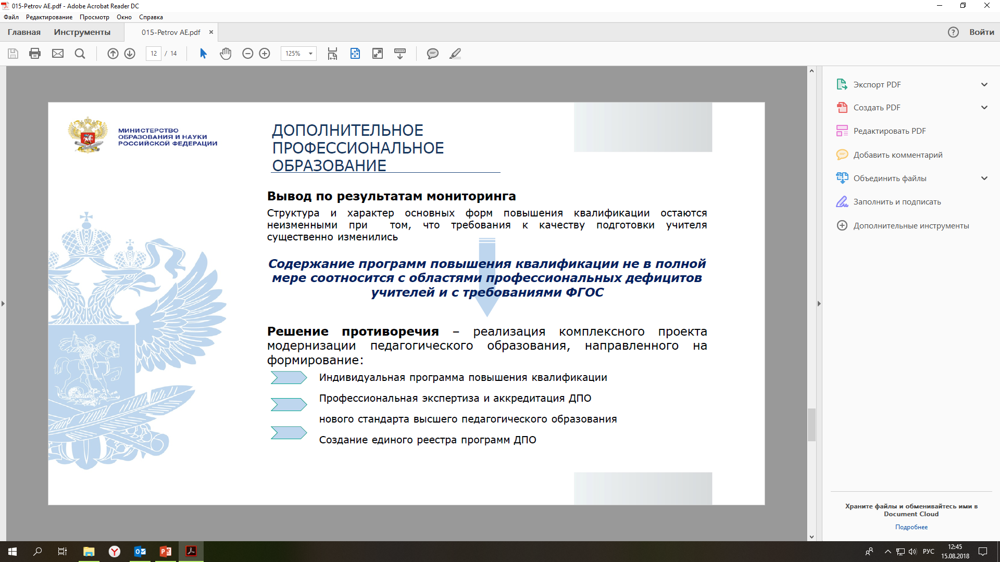 015-Petrov AE.pdf - Adobe Acrobat Reader DC
Файл Редактирование Просмотр Окно Справка
Главная Инструменты 015-Petrov AE.pdf × ? Войти
12 / 14 125%
МИНИСТЕРСТВО
ОБРАЗОВАНИЯ И НАУКИ
РОССИЙСКОЙ ФЕДЕРАЦИИ
ДОПОЛНИТЕЛЬНОЕ
ПРОФЕССИОНАЛЬНОЕ
ОБРАЗОВАНИЕ
Вывод по результатам мониторинга
Структура и характер основных форм повышения квалификации остаются
неизменными при том, что требования к качеству подготовки учителя
существенно изменились
Содержание программ повышения квалификации не в полной
мере соотносится с областями профессиональных дефицитов
учителей и с требованиями ФГОС
Решение противоречия – реализация комплексного проекта
модернизации педагогического образования, направленного на
формирование:
Индивидуальная программа повышения квалификации
Профессиональная экспертиза и аккредитация ДПО
нового стандарта высшего педагогического образования
Создание единого реестра программ ДПО
Экспорт PDF
Создать PDF
Редактировать PDF
Добавить комментарий
Объединить файлы
Заполнить и подписать
Дополнительные инструменты
Храните файлы и обменивайтесь ими в
Document Cloud
Подробнее
РУС
12:45
15.08.2018